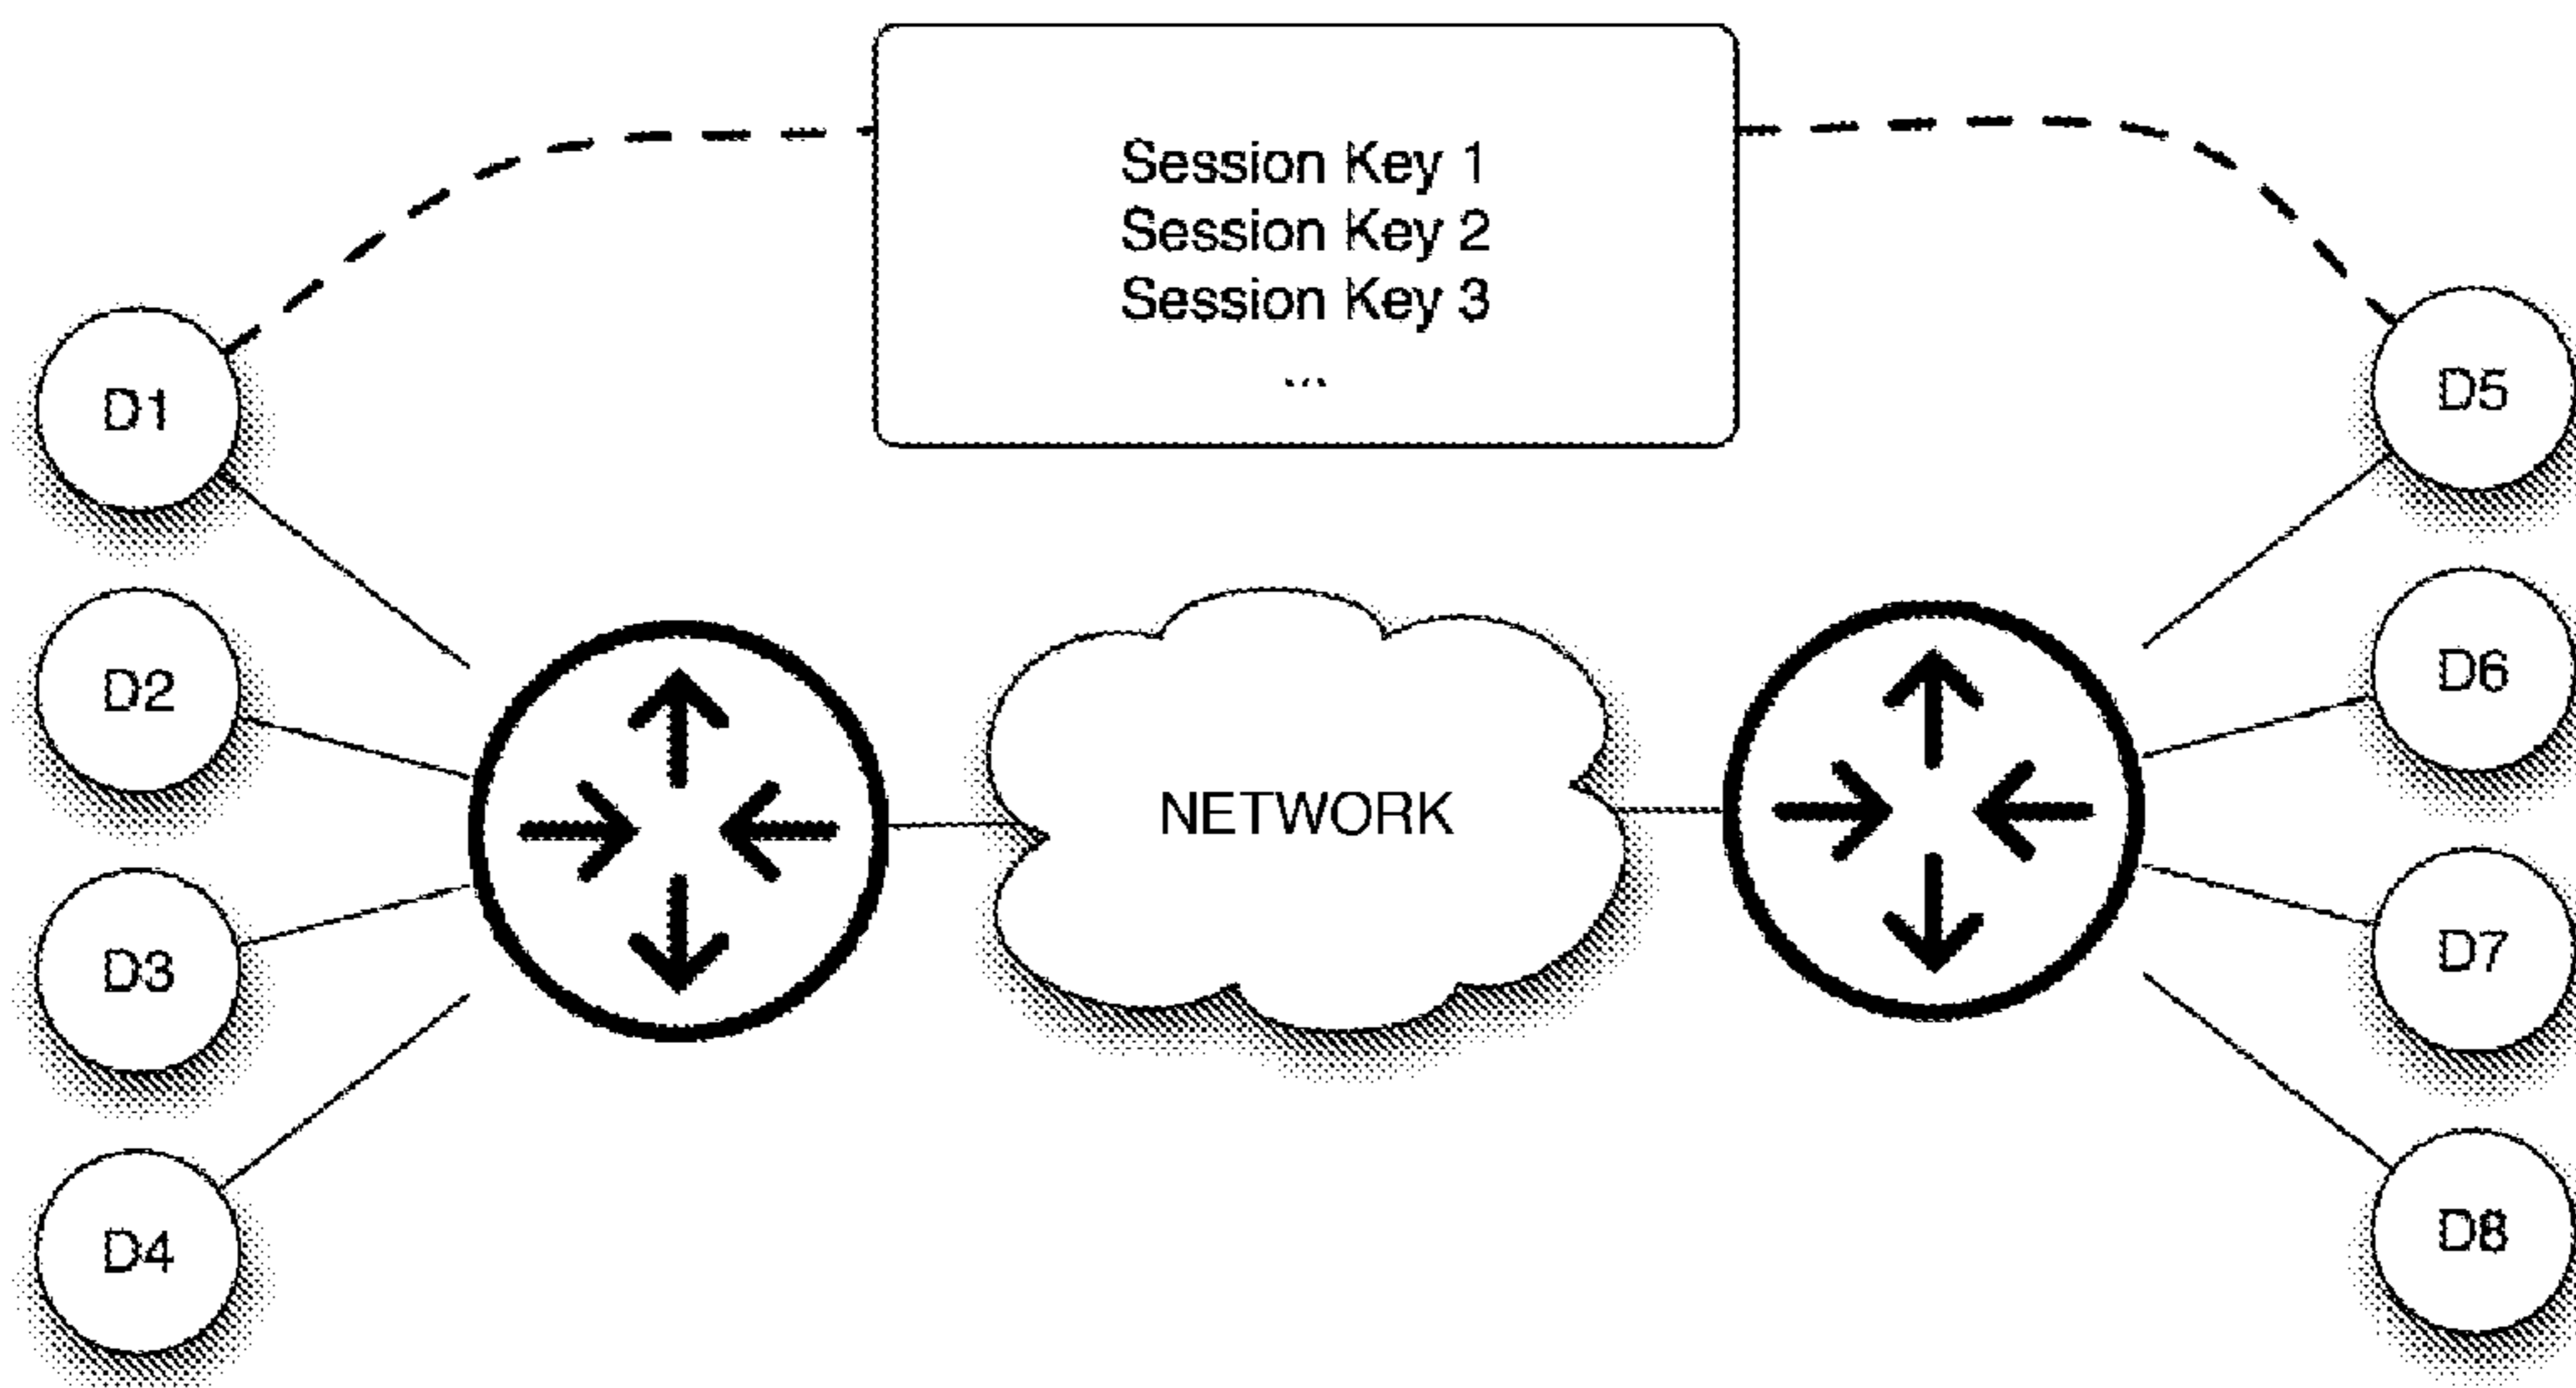 Session Key 1
Session Key 2
Session Key 3
...
D1
D5
D2
D6
NETWORK
D3
D7
D4
D8